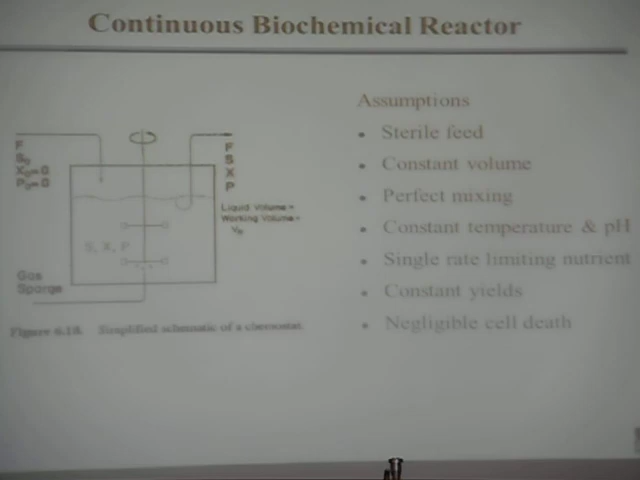 Continuous Biochemical Reactor
Assumptions
• Sterile feed
• Constant volume
• Perfect mixing
• Constant temperature & pH
• Single rate limiting nutrient
• Constant yields
• Negligible cell death
F
S₀
X₀=0
P₀=0
F
S
X
P
Liquid Volume =
Working Volume =
S, X, P
Gas
Sparge
Figure 6.18. Simplified schematic of a chemostat.